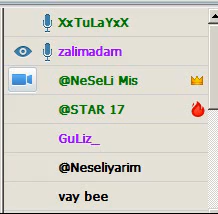 XxTuLaYxX
zalimadam
@NeSeLi Mis
@STAR 17
GuLiz_
@Neseliyarim
vay bee